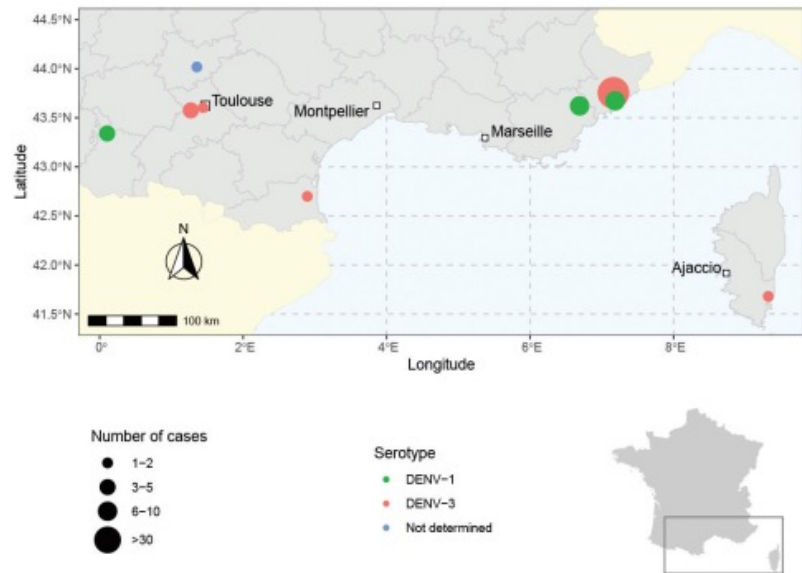 44.5°N
44.0°N
43.5°N
43.0°N
42.5°N
42.0°N
41.5°N
Latitude
Toulouse
Montpellier
Marseille
Ajaccio
N
100 km
0°
2°E
4°E
6°E
8°E
Longitude
Number of cases
1–2
3–5
6–10
>30
Serotype
DENV–1
DENV–3
Not determined